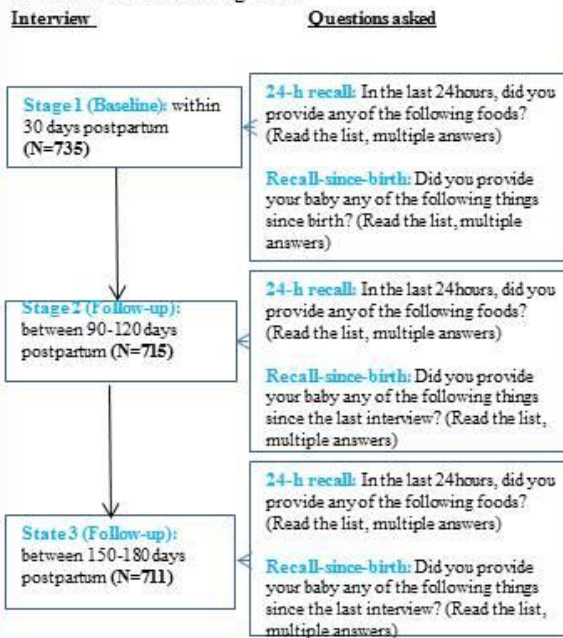 Interview
Questions asked
Stage 1 (Baseline): within
30 days postpartum
(N=735)
24-h recall: In the last 24hours, did you
provide any of the following foods?
(Read the list, multiple answers)
Recall-since-birth: Did you provide
your baby any of the following things
since birth? (Read the list, multiple
answers)
Stage 2 (Follow-up):
between 90-120 days
postpartum (N=715)
24-h recall: In the last 24hours, did you
provide any of the following foods?
(Read the list, multiple answers)
Recall-since-birth: Did you provide
your baby any of the following things
since the last interview? (Read the list,
multiple answers)
State 3 (Follow-up):
between 150-180 days
postpartum (N=711)
24-h recall: In the last 24hours, did you
provide any of the following foods?
(Read the list, multiple answers)
Recall-since-birth: Did you provide
your baby any of the following things
since the last interview? (Read the list,
multiple answers)